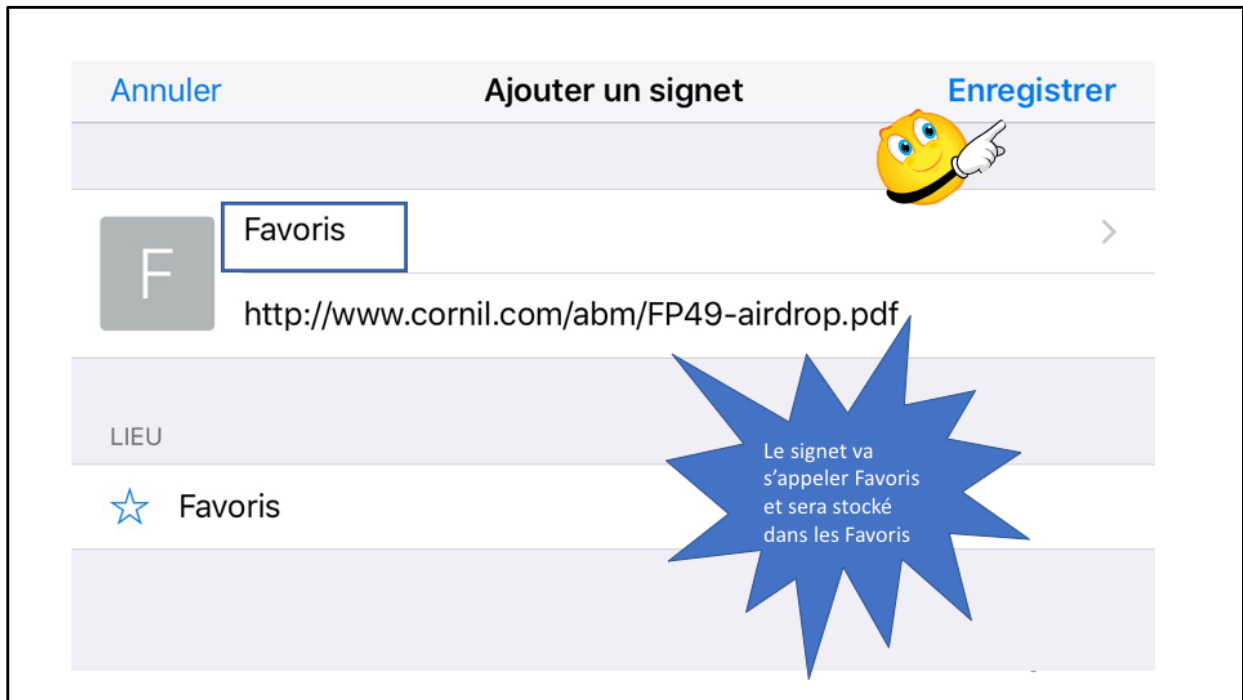 Annuler Ajouter un signet Enregistrer
F
Favoris
http://www.cornil.com/abm/FP49-airdrop.pdf
LIEU
Favoris
Le signet va
s’appeler Favoris
et sera stocké
dans les Favoris